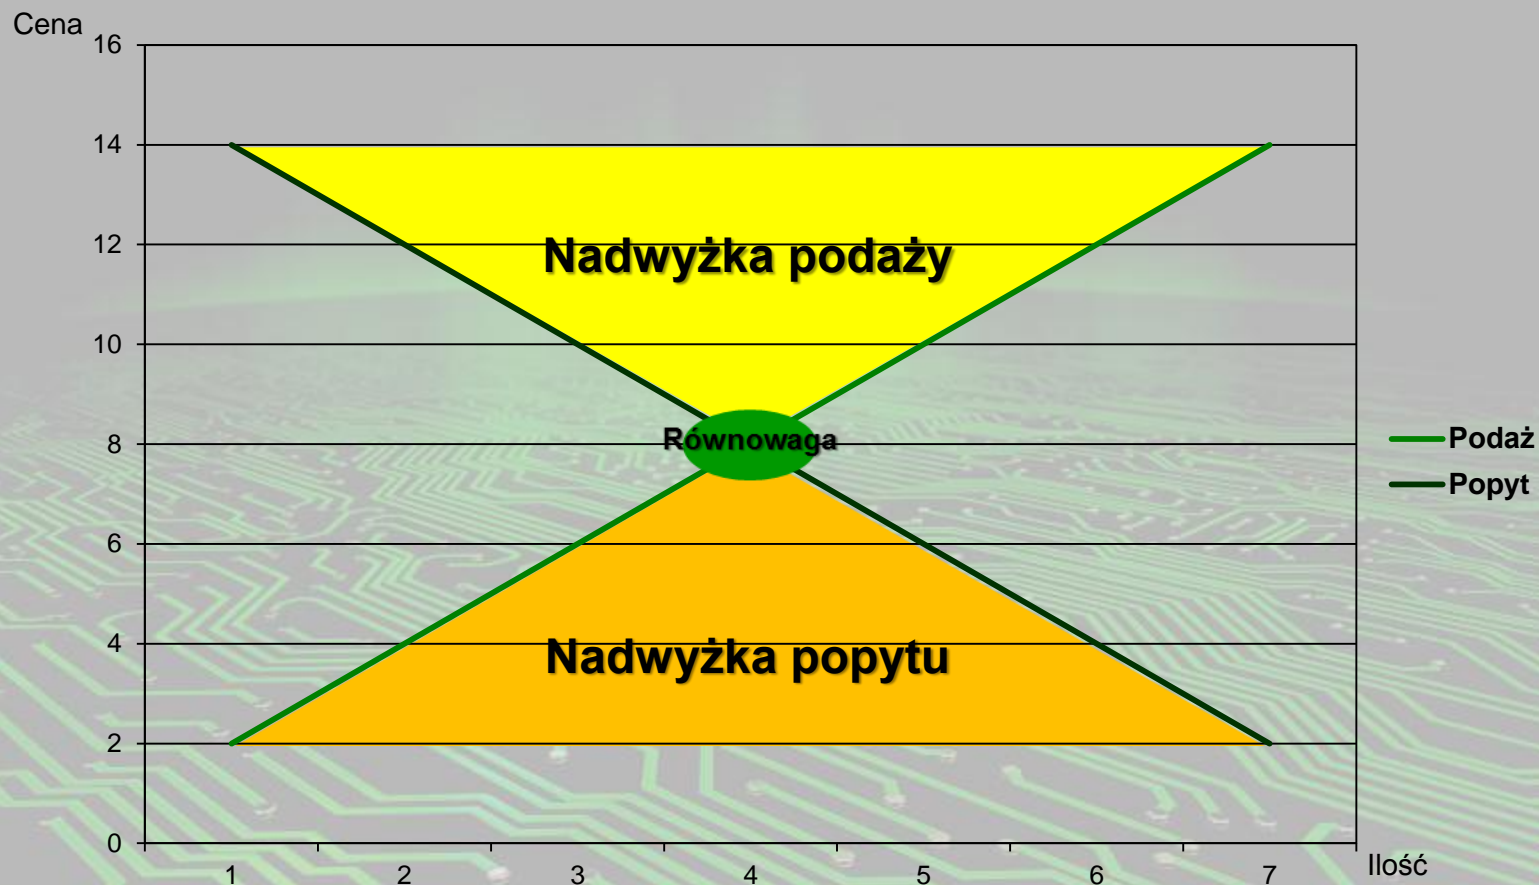 Cena
16
14
12
10
8
6
4
2
0
Nadwyżka podaży
Równowaga
Nadwyżka popytu
Podaż
Popyt
1 2 3 4 5 6 7
Ilość